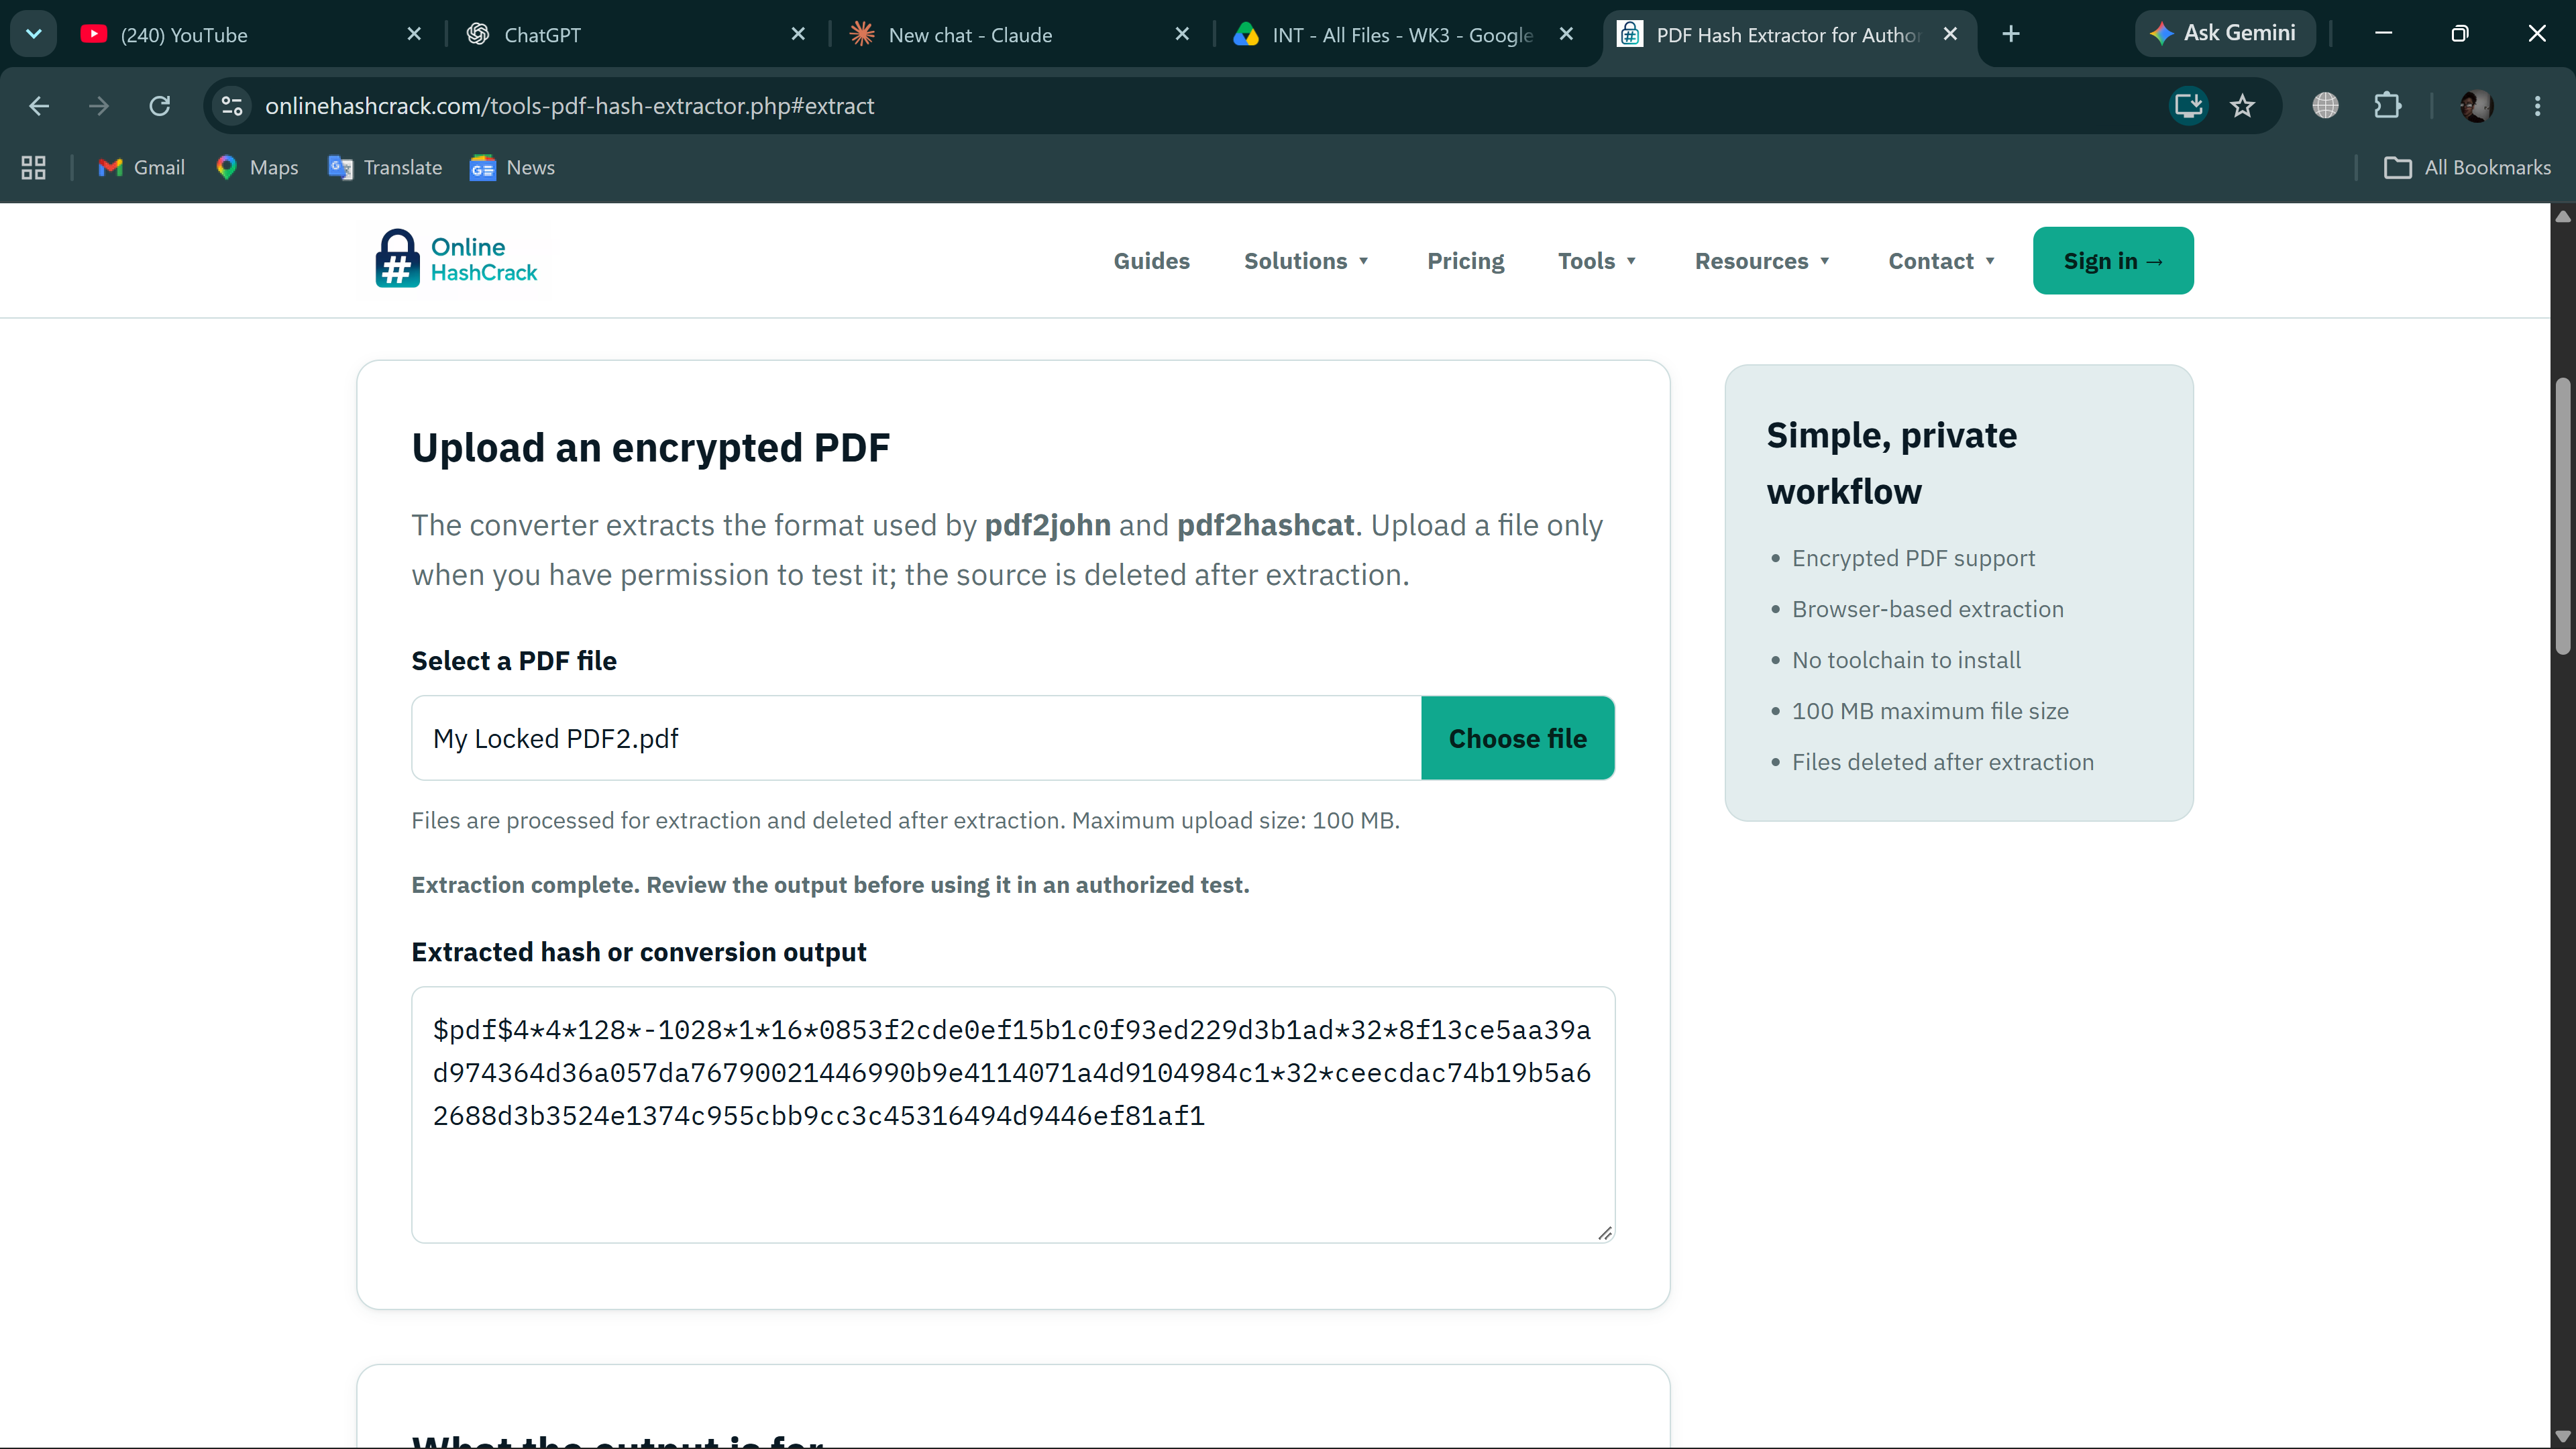 (240) YouTube
ChatGPT
New chat - Claude
INT - All Files - WK3 - Google
PDF Hash Extractor for Author
Ask Gemini
onlinehashcrack.com/tools-pdf-hash-extractor.php#extract
Gmail
Maps
Translate
News
All Bookmarks
Online
HashCrack
Guides
Solutions
Pricing
Tools
Resources
Contact
Sign in →
Upload an encrypted PDF
The converter extracts the format used by pdf2john and pdf2hashcat. Upload a file only
when you have permission to test it; the source is deleted after extraction.
Select a PDF file
My Locked PDF2.pdf
Choose file
Files are processed for extraction and deleted after extraction. Maximum upload size: 100 MB.
Extraction complete. Review the output before using it in an authorized test.
Extracted hash or conversion output
$pdf$4*4*128*-1028*1*16*0853f2cde0ef15b1c0f93ed229d3b1ad*32*8f13ce5aa39a
d974364d36a057da76790021446990b9e4114071a4d9104984c1*32*ceecdac74b19b5a6
2688d3b3524e1374c955cbb9cc3c45316494d9446ef81af1
Simple, private
workflow
• Encrypted PDF support
• Browser-based extraction
• No toolchain to install
• 100 MB maximum file size
• Files deleted after extraction
What the output is for